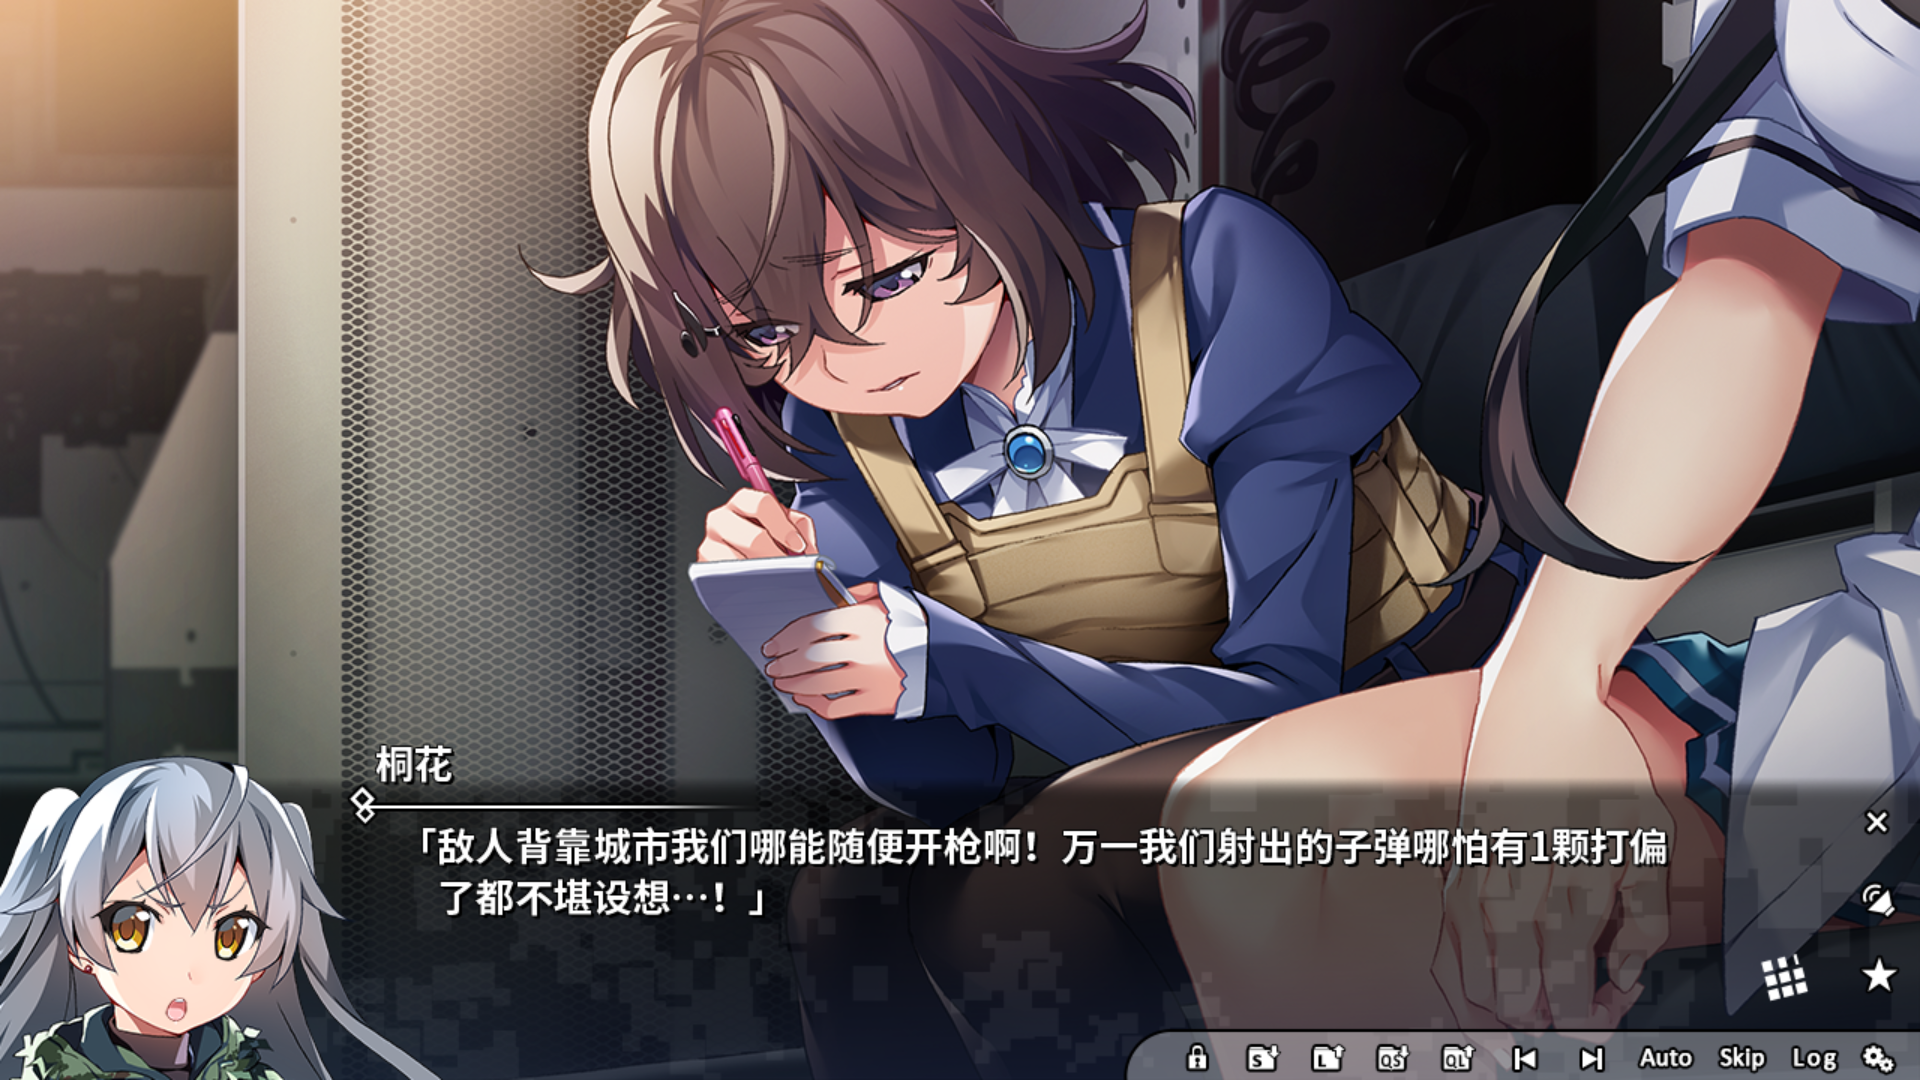 桐花
「敌人背靠城市我们哪能随便开枪啊！万一我们射出的子弹哪怕有1颗打偏
了都不堪设想…！」
S L QS QL Auto Skip Log